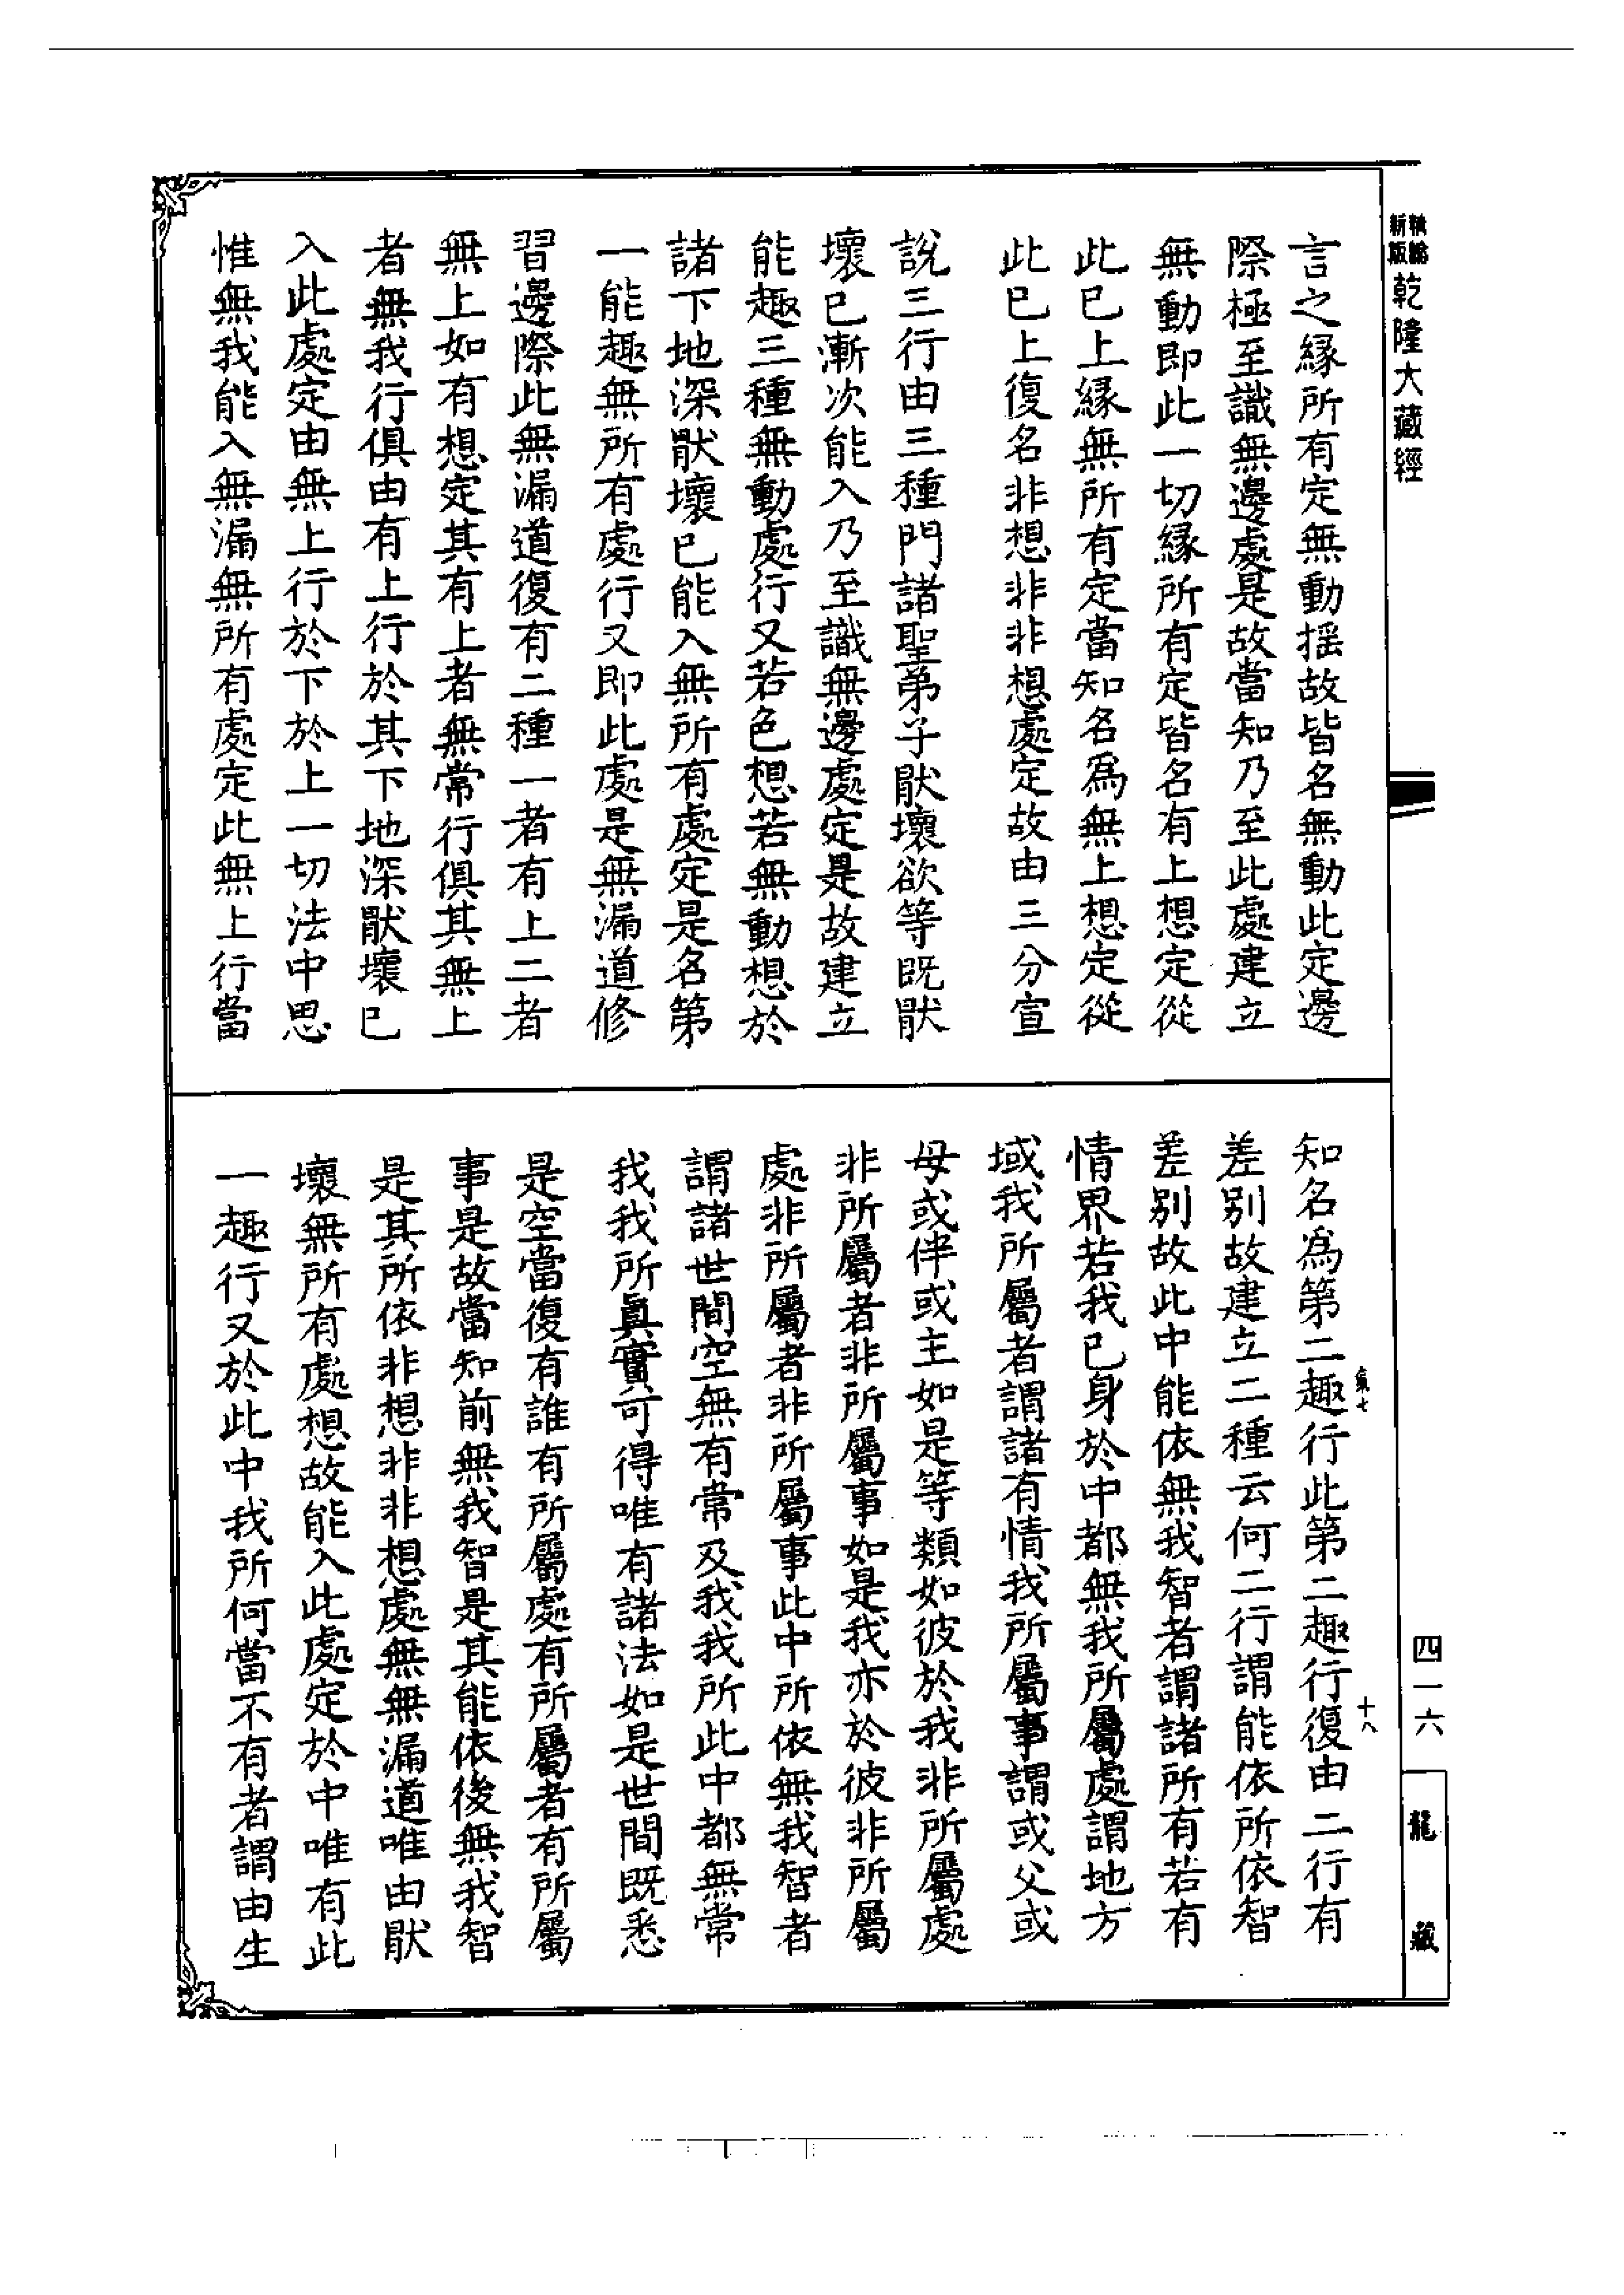 新版
精縮
乾隆大藏經
言之緣所有定無動搖故皆名無動此定邊
際極至識無邊處是故當知乃至此處建立
無動即此一切緣所有定皆名有上想定從
此已上緣無所有定當知名為無上想定從
此已上復名非想非非想處定故由三分宣
說三行由三種門諸聖弟子猒壞欲等既猒
壞已漸次能入乃至識無邊處定是故建立
能趣三種無動處行又若色想若無動想於
諸下地深猒壞已能入無所有處定是名第
一能趣無所有處行又即此處是無漏道修
習邊際此無漏道復有二種一者有上二者
無上如有想定其有上者無常行俱其無上
者無我行俱由有上行於其下地深猒壞已
入此處定由無上行於下於上一切法中思
惟無我能入無漏無所有處定此無上行當
知名為第二趣行此第二趣行復由二行有
差別故建立二種云何二行謂能依所依智
差別故此中能依無我智者謂諸所有若有
情界若我已身於中都無我所屬處謂地方
域我所屬者謂諸有情我所屬事謂或父或
母或伴或主如是等類如彼於我非所屬處
非所屬者非所屬事如是我亦於彼非所屬
處非所屬者非所屬事此中所依無我智者
謂諸世間空無有常及我我所此中都無常
我我所眞實可得唯有諸法如是世間既悉
是空當復有誰有所屬處有所屬者有所屬
事是故當知前無我智是其能依後無我智
是其所依非想非非想處無無漏道唯由猒
壞無所有處想故能入此處定於中唯有此
一趣行又於此中我所何當不有者謂由生
十八
四一六
龍藏